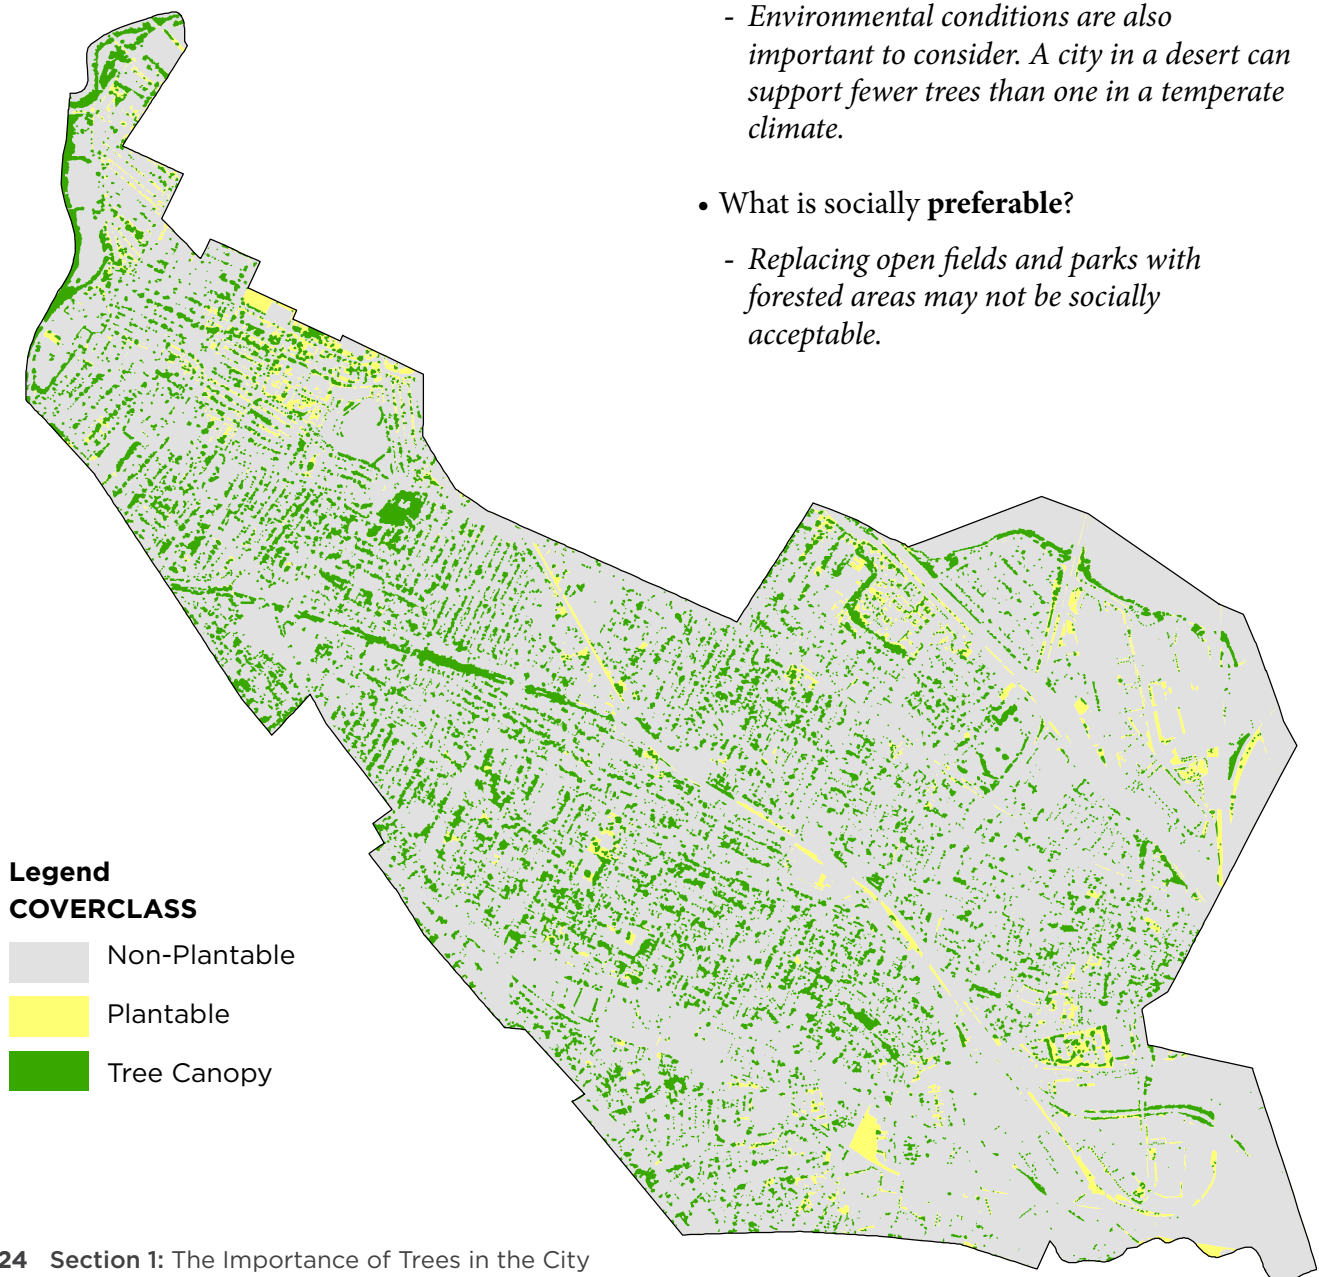 - Environmental conditions are also
important to consider. A city in a desert can
support fewer trees than one in a temperate
climate.
• What is socially preferable?
- Replacing open fields and parks with
forested areas may not be socially
acceptable.
Legend
COVERCLASS
Non-Plantable
Plantable
Tree Canopy
24 Section 1: The Importance of Trees in the City